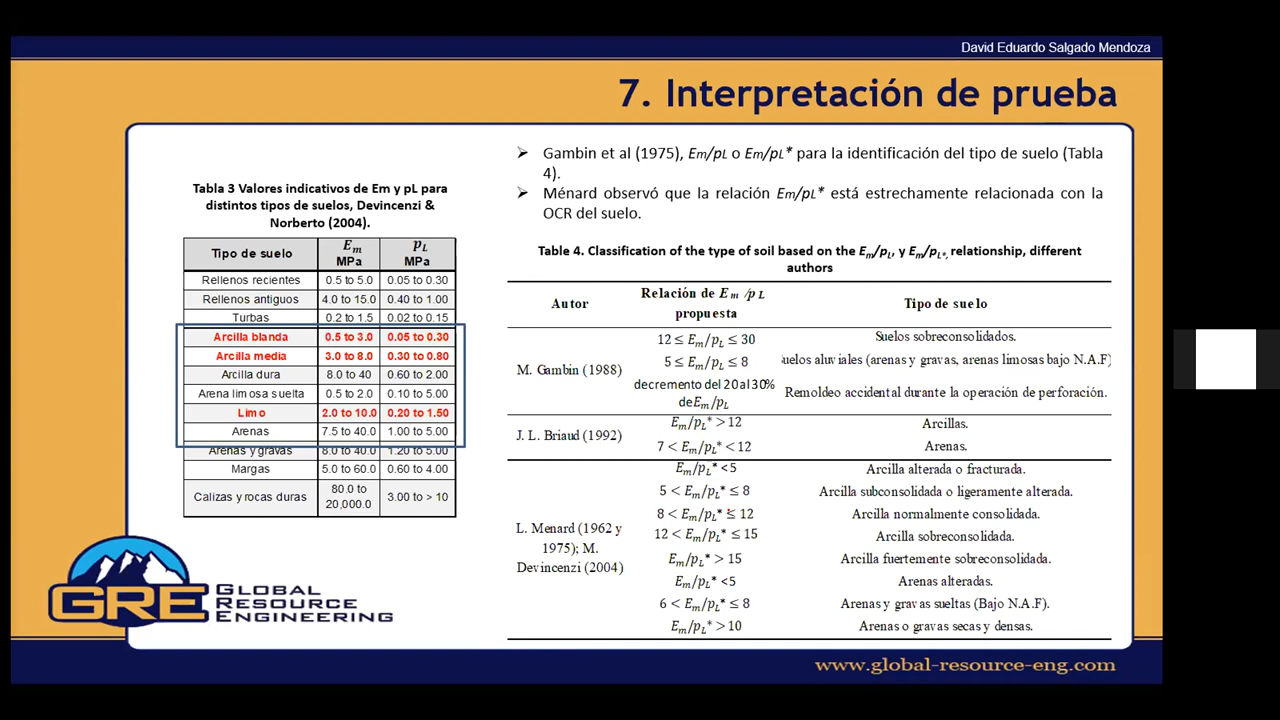 David Eduardo Salgado Mendoza
7. Interpretación de prueba
➢ Gambin et al (1975), Em/pL o Em/pL* para la identificación del tipo de suelo (Tabla
4).
➢ Ménard observó que la relación Em/pL* está estrechamente relacionada con la
OCR del suelo.
Tabla 3 Valores indicativos de Em y pL para
distintos tipos de suelos, Devincenzi &
Norberto (2004).
Tipo de suelo Em MPa pL MPa
Rellenos recientes 0.5 to 5.0 0.05 to 0.30
Rellenos antiguos 4.0 to 15.0 0.40 to 1.00
Turbas 0.2 to 1.5 0.02 to 0.15
Arcilla blanda 0.5 to 3.0 0.05 to 0.30
Arcilla media 3.0 to 8.0 0.30 to 0.80
Arcilla dura 8.0 to 40 0.60 to 2.00
Arena limosa suelta 0.5 to 2.0 0.10 to 5.00
Limo 2.0 to 10.0 0.20 to 1.50
Arenas 7.5 to 40.0 1.00 to 5.00
Arenas y gravas 8.0 to 40.0 1.20 to 5.00
Margas 5.0 to 60.0 0.60 to 4.00
Calizas y rocas duras 80.0 to 20,000.0 3.00 to > 10
Table 4. Classification of the type of soil based on the Em/pL, y Em/pL*, relationship, different
authors
Autor Relación de Em /pL propuesta Tipo de suelo
M. Gambin (1988)
12 ≤ Em/pL ≤ 30 Suelos sobreconsolidados.
5 ≤ Em/pL ≤ 8 uelos aluviales (arenas y gravas, arenas limosas bajo N.A.F)
decremento del 20 al 30% de Em/pL Remoldeo accidental durante la operación de perforación.
J. L. Briaud (1992)
Em/pL* > 12 Arcillas.
7 < Em/pL* < 12 Arenas.
L. Menard (1962 y
1975); M.
Devincenzi (2004)
Em/pL* <5 Arcilla alterada o fracturada.
5 < Em/pL* ≤ 8 Arcilla subconsolidada o ligeramente alterada.
8 < Em/pL* ≤ 12 Arcilla normalmente consolidada.
12 < Em/pL* ≤ 15 Arcilla sobreconsolidada.
Em/pL* > 15 Arcilla fuertemente sobreconsolidada.
Em/pL* <5 Arenas alteradas.
6 < Em/pL* ≤ 8 Arenas y gravas sueltas (Bajo N.A.F).
Em/pL* > 10 Arenas o gravas secas y densas.
GRE
GLOBAL
RESOURCE
ENGINEERING
www.global-resource-eng.com